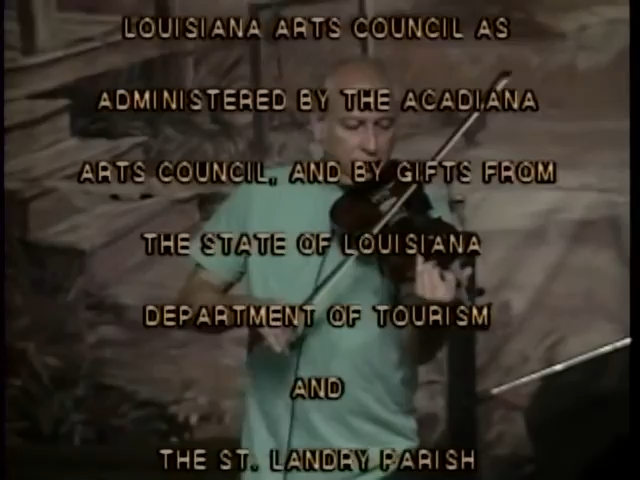 LOUISIANA ARTS COUNCIL AS
ADMINISTERED BY THE ACADIANA
ARTS COUNCIL, AND BY GIFTS FROM
THE STATE OF LOUISIANA
DEPARTMENT OF TOURISM
AND
THE ST. LANDRY PARISH